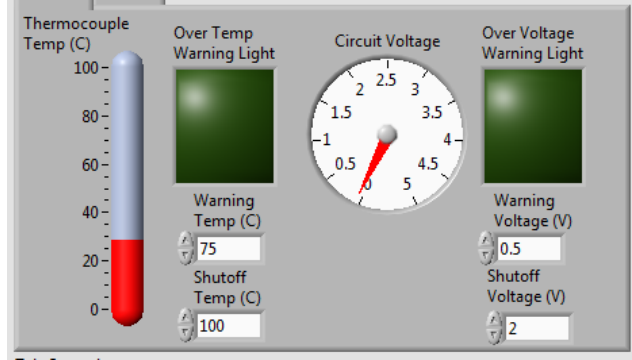 Thermocouple
Temp (C)
100
80
60
40
20
0
Over Temp
Warning Light
Warning
Temp (C)
75
Shutoff
Temp (C)
100
Circuit Voltage
0
0.5
1
1.5
2
2.5
3
3.5
4
4.5
5
Over Voltage
Warning Light
Warning
Voltage (V)
0.5
Shutoff
Voltage (V)
2